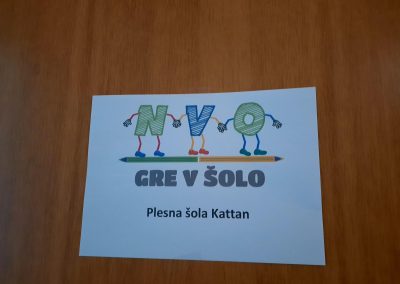 NVO
GRE V ŠOLO
Plesna šola Kattan